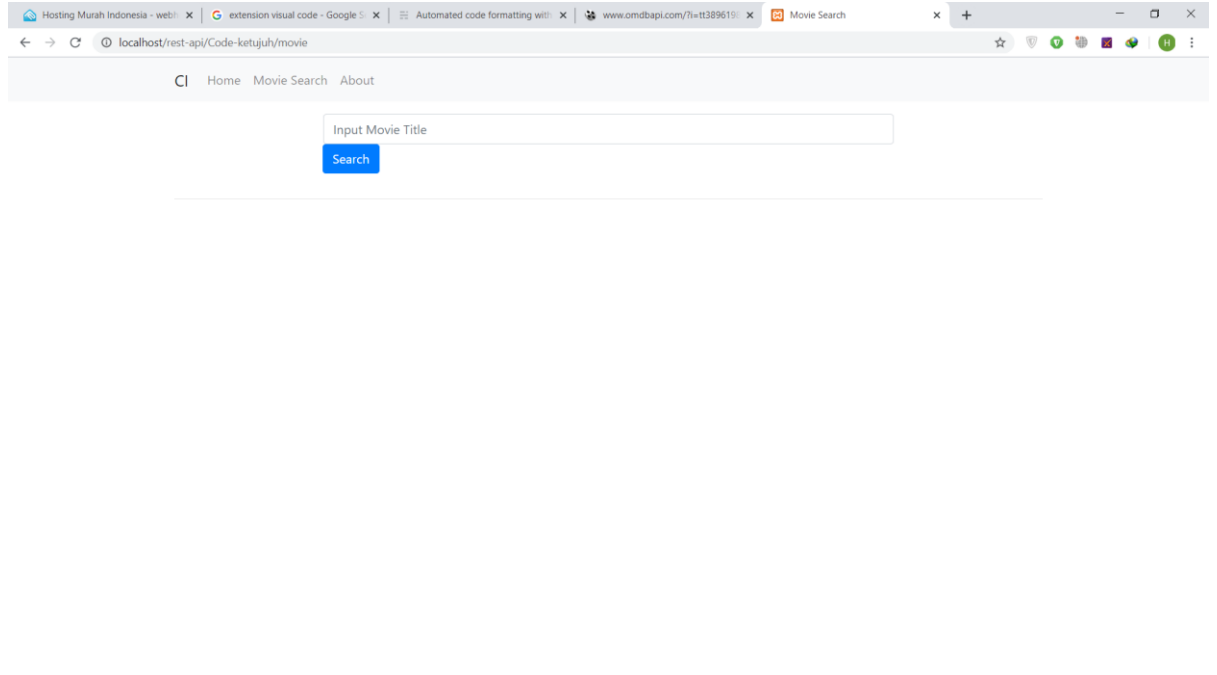 Hosting Murah Indonesia - webh
extension visual code - Google S
Automated code formatting with
www.omdbapi.com/?i=tt3896198
Movie Search
localhost/rest-api/Code-ketujuh/movie
H
CI Home Movie Search About
Input Movie Title
Search